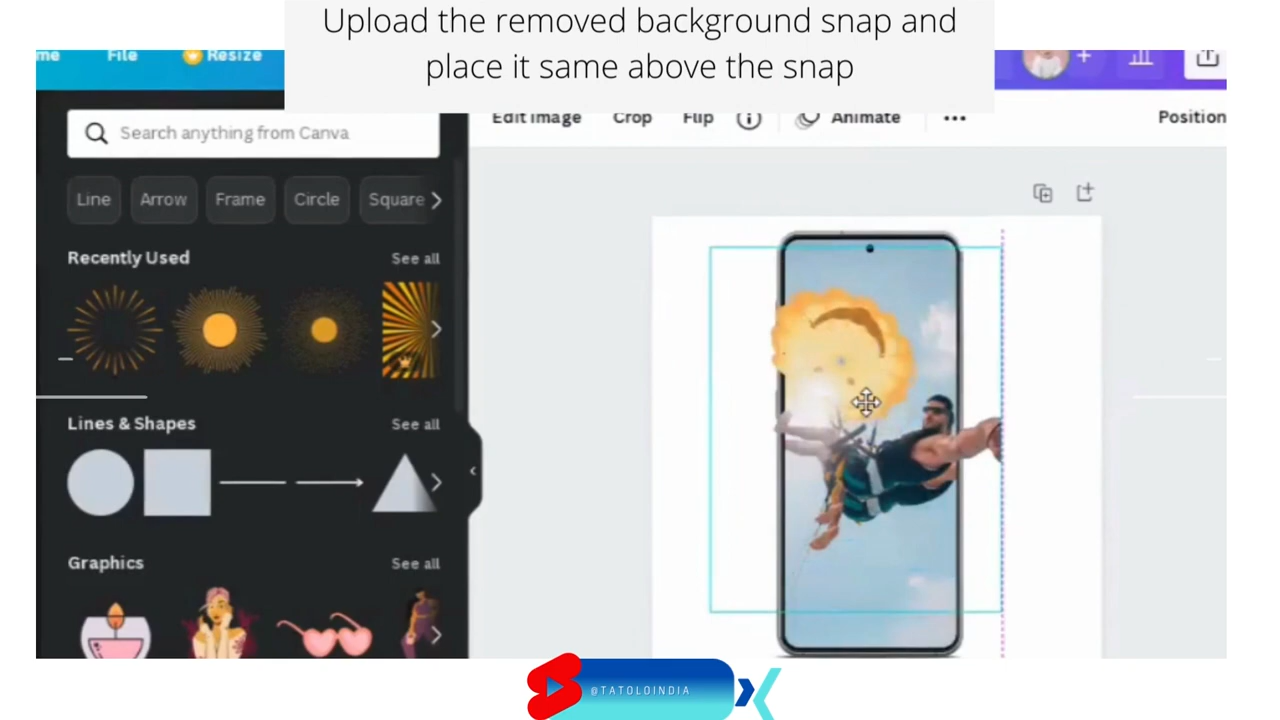 Upload the removed background snap and
place it same above the snap
File
Resize
Search anything from Canva
Edit image
Crop
Flip
Animate
Position
Line
Arrow
Frame
Circle
Square
Recently Used
See all
Lines & Shapes
See all
Graphics
See all
@TATOLOINDIA